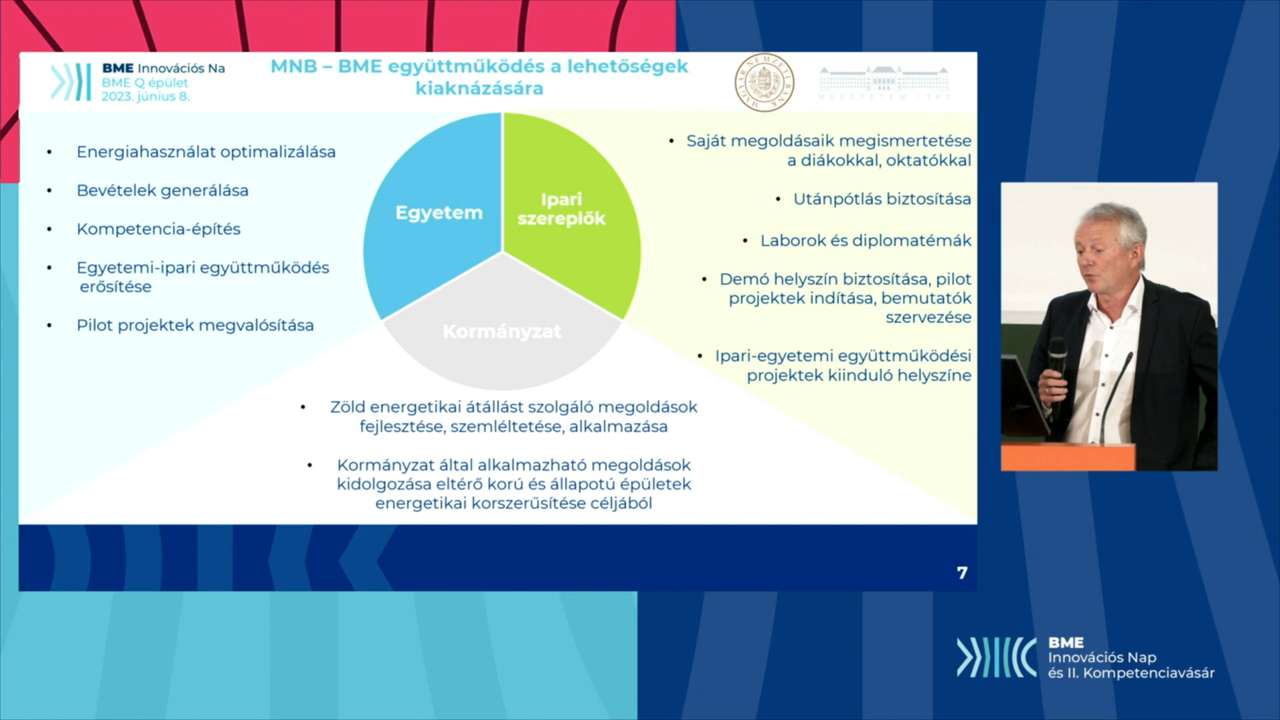 BME Innovációs Na
BME Q épület
2023. június 8.
MNB – BME együttműködés a lehetőségek
kiaknázására
MAGYAR NEMZETI BANK
• Energiahasználat optimalizálása
• Bevételek generálása
• Kompetencia-építés
• Egyetemi-ipari együttműködés
erősítése
• Pilot projektek megvalósítása
Egyetem
Ipari
szereplők
Kormányzat
• Saját megoldásaik megismertetése
a diákokkal, oktatókkal
• Utánpótlás biztosítása
• Laborok és diplomatémák
• Demó helyszín biztosítása, pilot
projektek indítása, bemutatók
szervezése
• Ipari-egyetemi együttműködési
projektek kiinduló helyszíne
• Zöld energetikai átállást szolgáló megoldások
fejlesztése, szemléltetése, alkalmazása
• Kormányzat által alkalmazható megoldások
kidolgozása eltérő korú és állapotú épületek
energetikai korszerűsítése céljából
7
BME
Innovációs Nap
és II. Kompetenciavásár